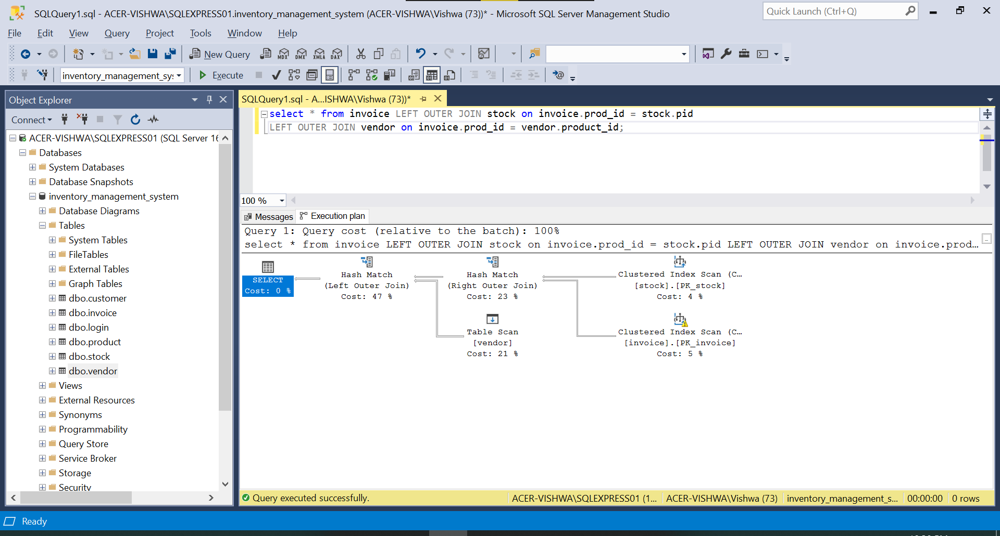 SQLQuery1.sql - ACER-VISHWA\SQLEXPRESS01.inventory_management_system (ACER-VISHWA\Vishwa (73))* - Microsoft SQL Server Management Studio
Quick Launch (Ctrl+Q)
File Edit View Query Project Tools Window Help
New Query MDX DMX XMLA DAX
inventory_management_sys Execute
Object Explorer
SQLQuery1.sql - A...ISHWA\Vishwa (73))*
Connect
select * from invoice LEFT OUTER JOIN stock on invoice.prod_id = stock.pid
LEFT OUTER JOIN vendor on invoice.prod_id = vendor.product_id;
ACER-VISHWA\SQLEXPRESS01 (SQL Server 16
Databases
System Databases
Database Snapshots
inventory_management_system
Database Diagrams
Tables
System Tables
FileTables
External Tables
Graph Tables
dbo.customer
dbo.invoice
dbo.login
dbo.product
dbo.stock
dbo.vendor
Views
External Resources
Synonyms
Programmability
Query Store
Service Broker
Storage
Security
100 %
Messages Execution plan
Query 1: Query cost (relative to the batch): 100%
select * from invoice LEFT OUTER JOIN stock on invoice.prod_id = stock.pid LEFT OUTER JOIN vendor on invoice.prod...
SELECT
Cost: 0 %
Hash Match
(Left Outer Join)
Cost: 47 %
Hash Match
(Right Outer Join)
Cost: 23 %
Clustered Index Scan (C...
[stock].[PK_stock]
Cost: 4 %
Table Scan
[vendor]
Cost: 21 %
Clustered Index Scan (C...
[invoice].[PK_invoice]
Cost: 5 %
Query executed successfully. ACER-VISHWA\SQLEXPRESS01 (1... ACER-VISHWA\Vishwa (73) inventory_management_s... 00:00:00 0 rows
Ready